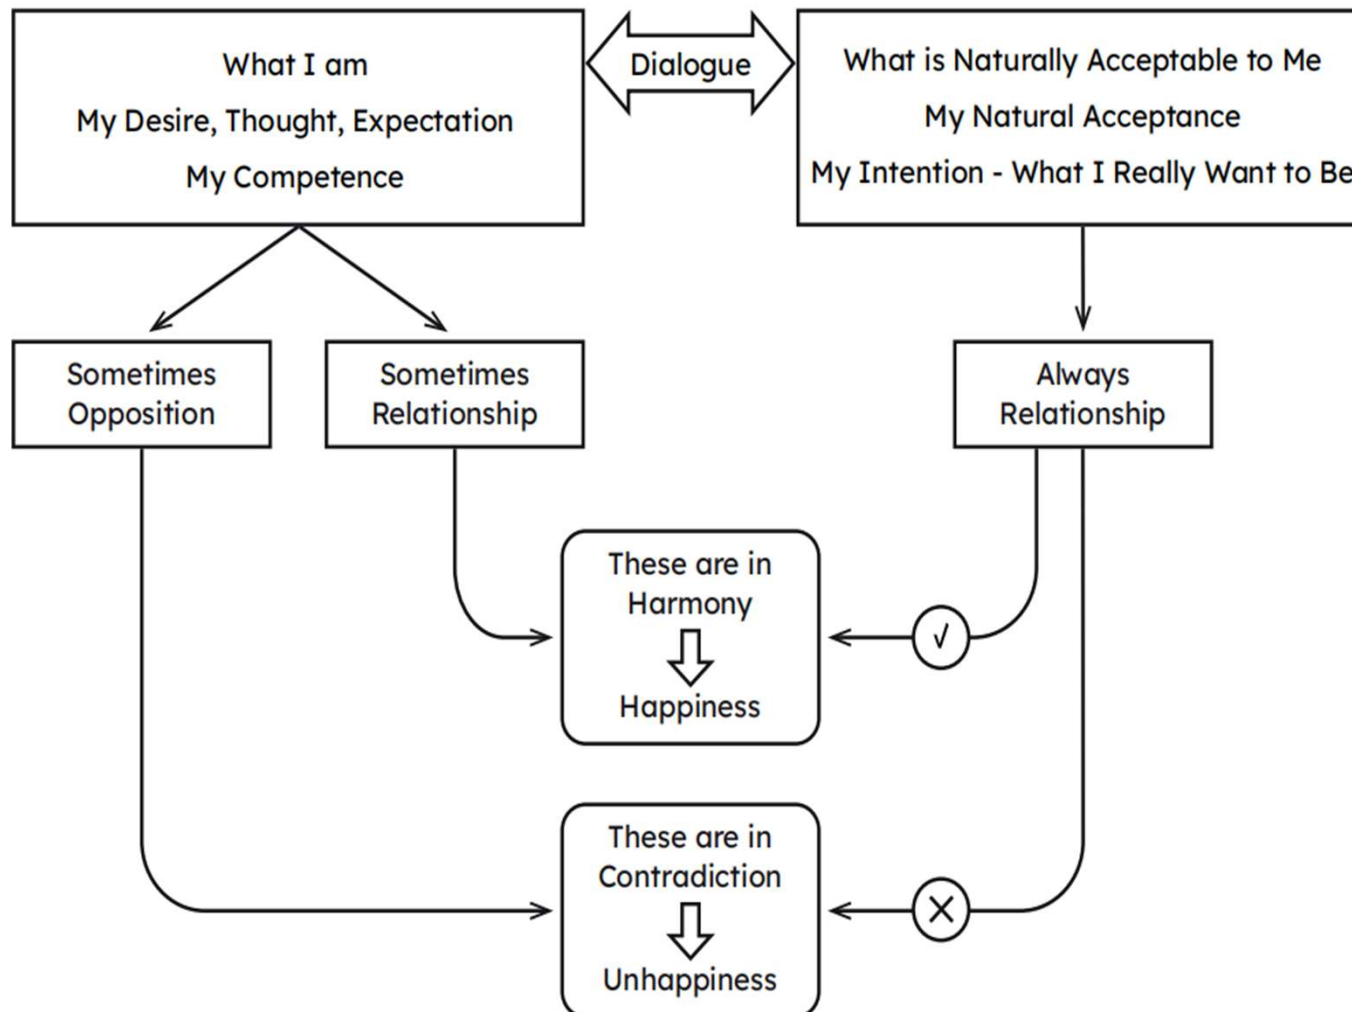 What I am
My Desire, Thought, Expectation
My Competence
Dialogue
What is Naturally Acceptable to Me
My Natural Acceptance
My Intention - What I Really Want to Be
Sometimes
Opposition
Sometimes
Relationship
Always
Relationship
These are in
Harmony
Happiness
√
These are in
Contradiction
Unhappiness